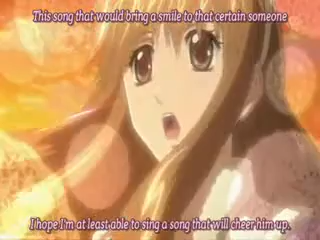 This song that would bring a smile to that certain someone
I hope I'm at least able to sing a song that will cheer him up.